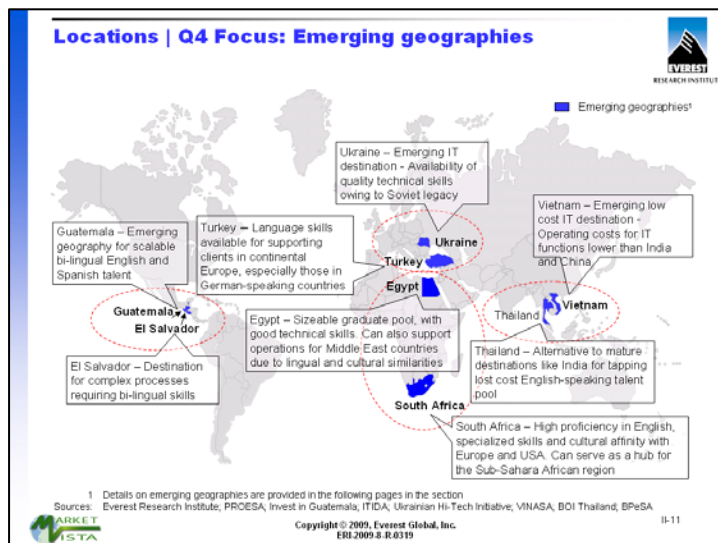 Locations | Q4 Focus: Emerging geographies
EVEREST
RESEARCH INSTITUTE
Emerging geographies¹
Ukraine – Emerging IT
destination - Availability of
quality technical skills
owing to Soviet legacy
Vietnam – Emerging low
cost IT destination -
Operating costs for IT
functions lower than India
and China.
Guatemala – Emerging
geography for scalable
bi-lingual English and
Spanish talent
Turkey – Language skills
available for supporting
clients in continental
Europe, especially those in
German-speaking countries
Ukraine
Turkey
Egypt
Guatemala
El Salvador
Vietnam
Thailand
Egypt – Sizeable graduate pool, with
good technical skills. Can also support
operations for Middle East countries
due to lingual and cultural similarities
El Salvador – Destination
for complex processes
requiring bi-lingual skills
Thailand – Alternative to mature
destinations like India for tapping
lost cost English-speaking talent
pool
South Africa
South Africa – High proficiency in English,
specialized skills and cultural affinity with
Europe and USA. Can serve as a hub for
the Sub-Sahara African region
1 Details on emerging geographies are provided in the following pages in the section
Sources: Everest Research Institute; PROESA; Invest in Guatemala; ITIDA; Ukrainian Hi-Tech Initiative; VINASA; BOI Thailand; BPeSA
MARKET
VISTA
Copyright © 2009, Everest Global, Inc.
ERI-2009-8-R-0319
II-11